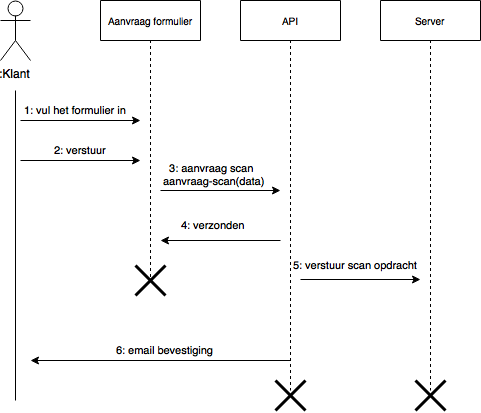 Aanvraag formulier
API
Server
:Klant
1: vul het formulier in
2: verstuur
3: aanvraag scan
aanvraag-scan(data)
4: verzonden
5: verstuur scan opdracht
6: email bevestiging